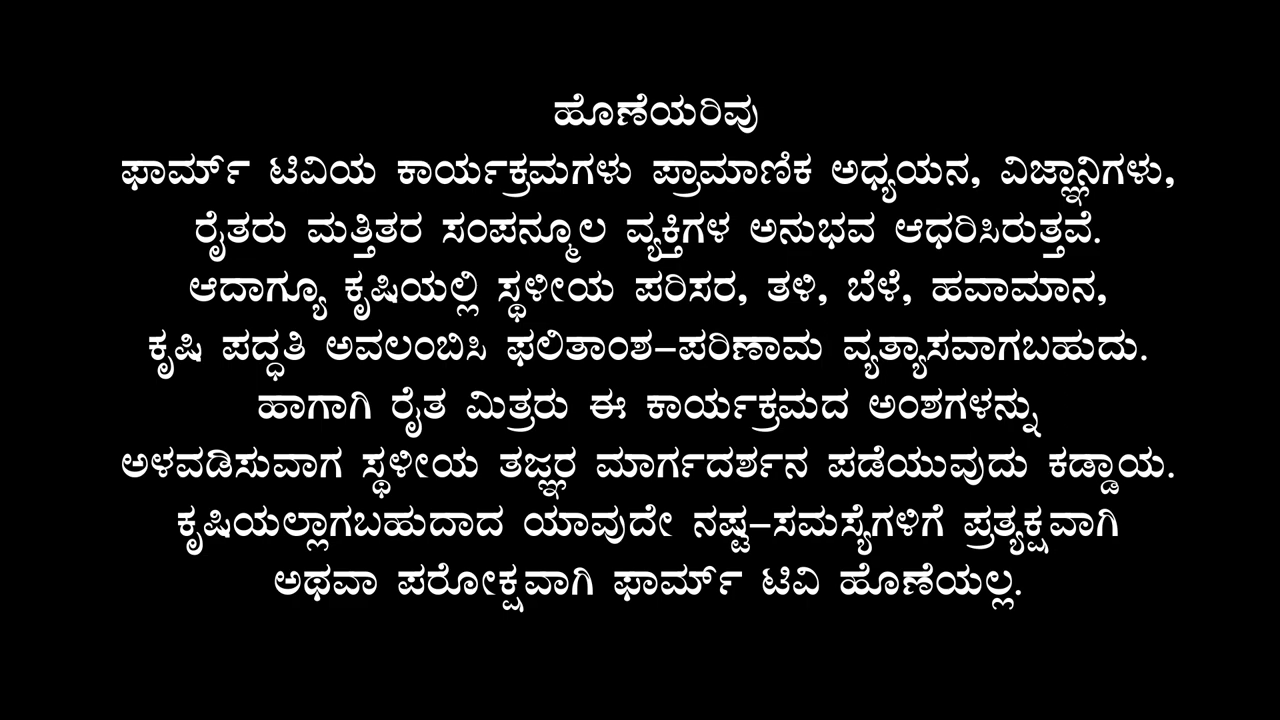 ಹೊಣೆಯರಿವು
ಫಾರ್ಮ್ ಟಿವಿಯ ಕಾರ್ಯಕ್ರಮಗಳು ಪ್ರಾಮಾಣಿಕ ಅಧ್ಯಯನ, ವಿಜ್ಞಾನಿಗಳು,
ರೈತರು ಮತ್ತಿತರ ಸಂಪನ್ಮೂಲ ವ್ಯಕ್ತಿಗಳ ಅನುಭವ ಆಧರಿಸಿರುತ್ತವೆ.
ಆದಾಗ್ಯೂ ಕೃಷಿಯಲ್ಲಿ ಸ್ಥಳೀಯ ಪರಿಸರ, ತಳಿ, ಬೆಳೆ, ಹವಾಮಾನ,
ಕೃಷಿ ಪದ್ಧತಿ ಅವಲಂಬಿಸಿ ಫಲಿತಾಂಶ-ಪರಿಣಾಮ ವ್ಯತ್ಯಾಸವಾಗಬಹುದು.
ಹಾಗಾಗಿ ರೈತ ಮಿತ್ರರು ಈ ಕಾರ್ಯಕ್ರಮದ ಅಂಶಗಳನ್ನು
ಅಳವಡಿಸುವಾಗ ಸ್ಥಳೀಯ ತಜ್ಞರ ಮಾರ್ಗದರ್ಶನ ಪಡೆಯುವುದು ಕಡ್ಡಾಯ.
ಕೃಷಿಯಲ್ಲಾಗಬಹುದಾದ ಯಾವುದೇ ನಷ್ಟ-ಸಮಸ್ಯೆಗಳಿಗೆ ಪ್ರತ್ಯಕ್ಷವಾಗಿ
ಅಥವಾ ಪರೋಕ್ಷವಾಗಿ ಫಾರ್ಮ್ ಟಿವಿ ಹೊಣೆಯಲ್ಲ.